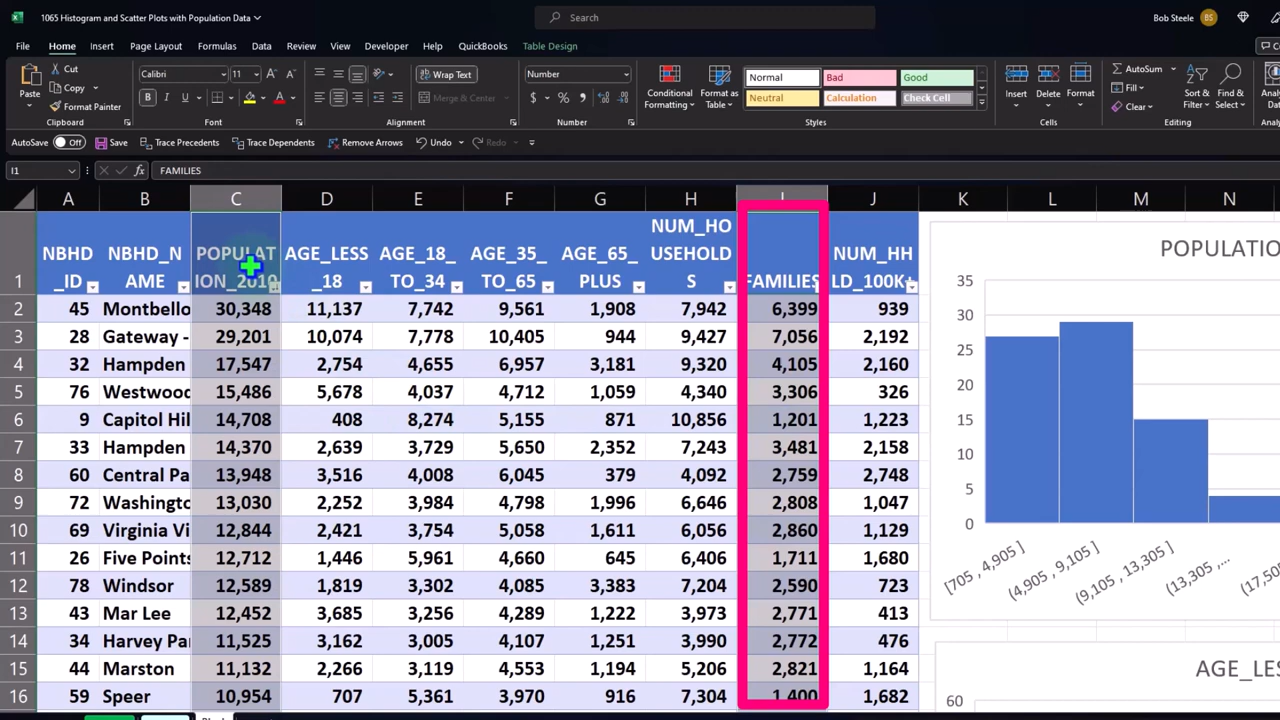 1065 Histogram and Scatter Plots with Population Data
Search
Bob Steele BS
File Home Insert Page Layout Formulas Data Review View Developer Help QuickBooks Table Design
Paste
Cut
Copy
Format Painter
Clipboard
Calibri 11
B I U
Font
Wrap Text
Merge & Center
Alignment
Number
$ %
Number
Conditional Formatting
Format as Table
Normal Bad Good
Neutral Calculation Check Cell
Styles
Insert Delete Format
Cells
AutoSum
Fill
Clear
Sort & Filter
Find & Select
Editing
AutoSave Off Save Trace Precedents Trace Dependents Remove Arrows Undo Redo
I1 fx FAMILIES
A B C D E F G H I J K L M N
1 NBHD_ID NBHD_NAME POPULATION_2010 AGE_LESS_18 AGE_18_TO_34 AGE_35_TO_65 AGE_65_PLUS NUM_HOUSEHOLDS FAMILIES NUM_HHLD_100K+
2 45 Montbello 30,348 11,137 7,742 9,561 1,908 7,942 6,399 939
3 28 Gateway - 29,201 10,074 7,778 10,405 944 9,427 7,056 2,192
4 32 Hampden 17,547 2,754 4,655 6,957 3,181 9,320 4,105 2,160
5 76 Westwood 15,486 5,678 4,037 4,712 1,059 4,340 3,306 326
6 9 Capitol Hil 14,708 408 8,274 5,155 871 10,856 1,201 1,223
7 33 Hampden 14,370 2,639 3,729 5,650 2,352 7,243 3,481 2,158
8 60 Central Pa 13,948 3,516 4,008 6,045 379 4,092 2,759 2,748
9 72 Washingto 13,030 2,252 3,984 4,798 1,996 6,646 2,808 1,047
10 69 Virginia Vi 12,844 2,421 3,754 5,058 1,611 6,056 2,860 1,129
11 26 Five Points 12,712 1,446 5,961 4,660 645 6,406 1,711 1,680
12 78 Windsor 12,589 1,819 3,302 4,085 3,383 7,204 2,590 723
13 43 Mar Lee 12,452 3,685 3,256 4,289 1,222 3,973 2,771 413
14 34 Harvey Pa 11,525 3,162 3,005 4,107 1,251 3,990 2,772 476
15 44 Marston 11,132 2,266 3,119 4,553 1,194 5,206 2,821 1,164
16 59 Speer 10,954 707 5,361 3,970 916 7,304 1,400 1,682
POPULATIO
35
30
25
20
15
10
5
0
[705 , 4,905 ] (4,905 , 9,105 ] (9,105 , 13,305 ] (13,305 ,... (17,50
AGE_LES
60